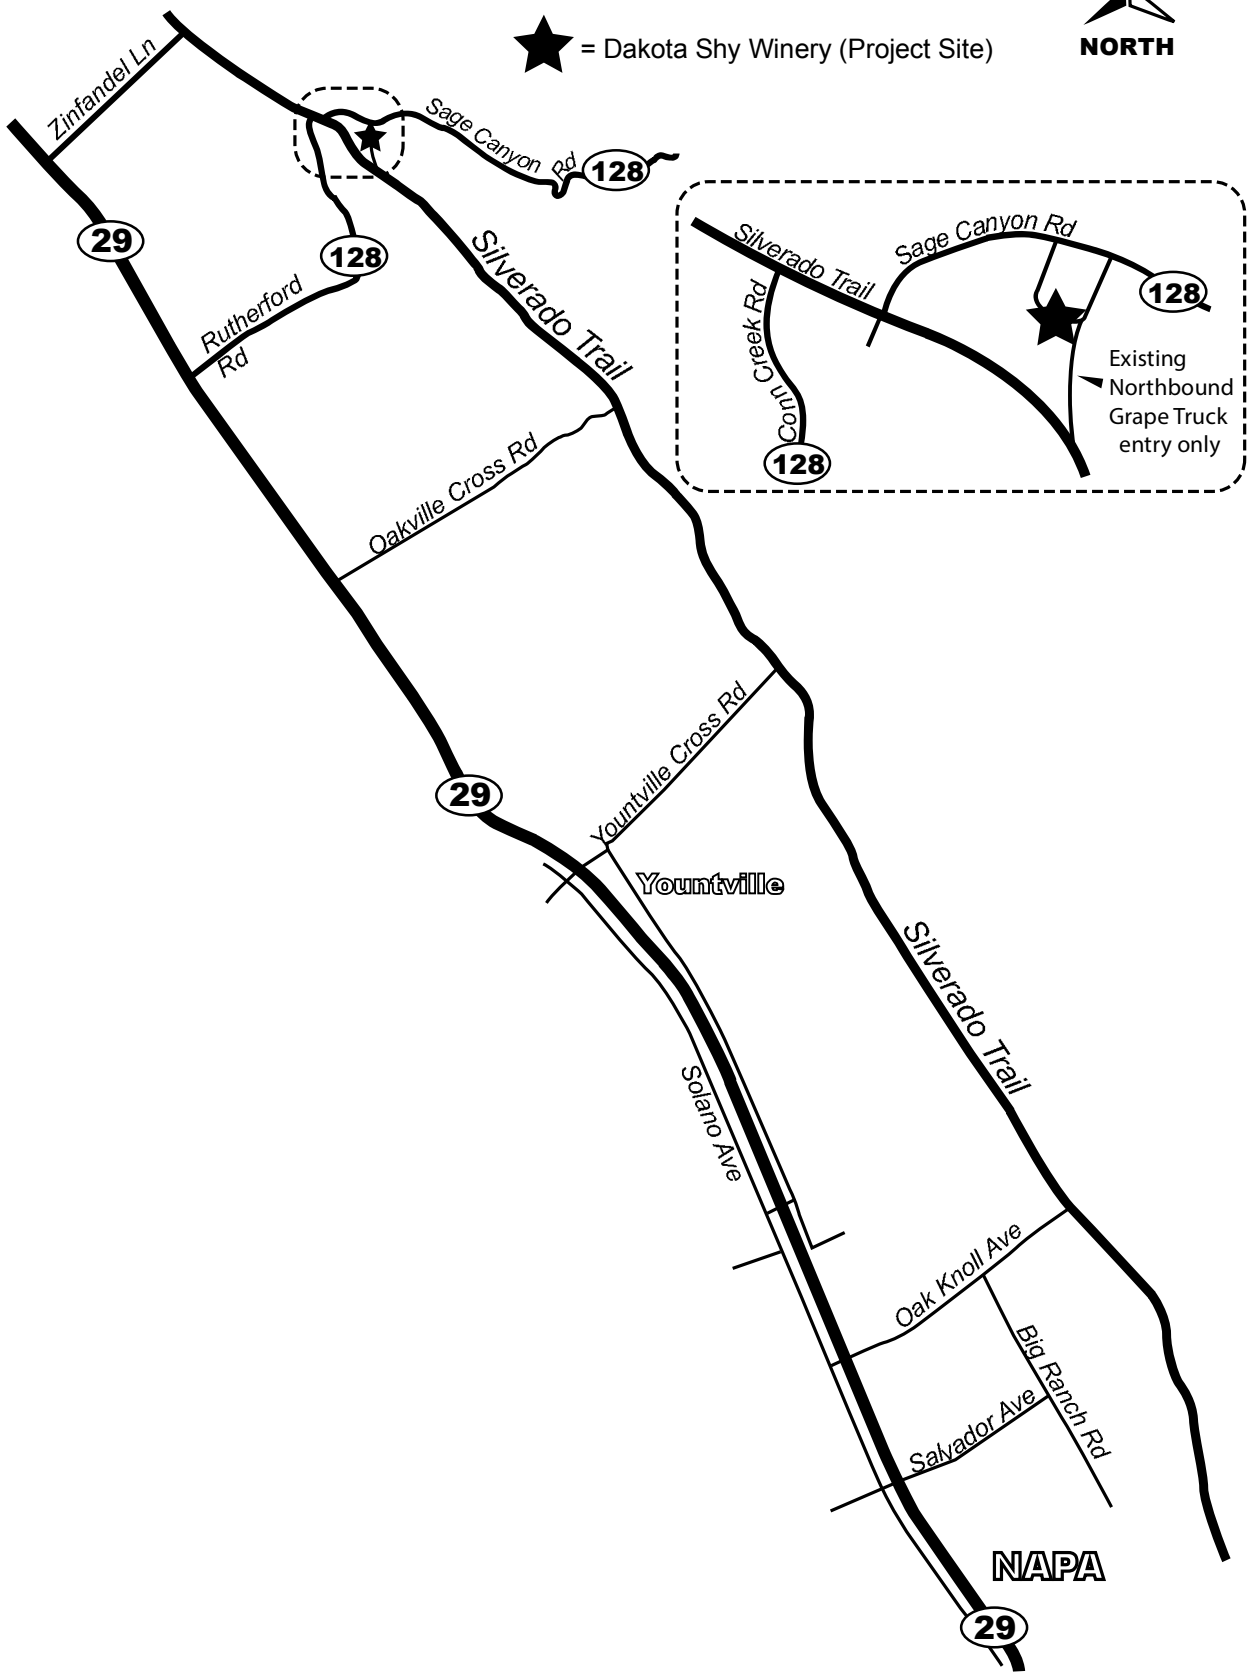 = Dakota Shy Winery (Project Site)
NORTH
Zinfandel Ln
Sage Canyon Rd
128
29
128
Rutherford
Rd
Silverado Trail
Silverado Trail
Sage Canyon Rd
128
Conn Creek Rd
128
Existing
Northbound
Grape Truck
entry only
Oakville Cross Rd
Yountville Cross Rd
29
Yountville
Silverado Trail
Solano Ave
Oak Knoll Ave
Big Ranch Rd
Salvador Ave
NAPA
29